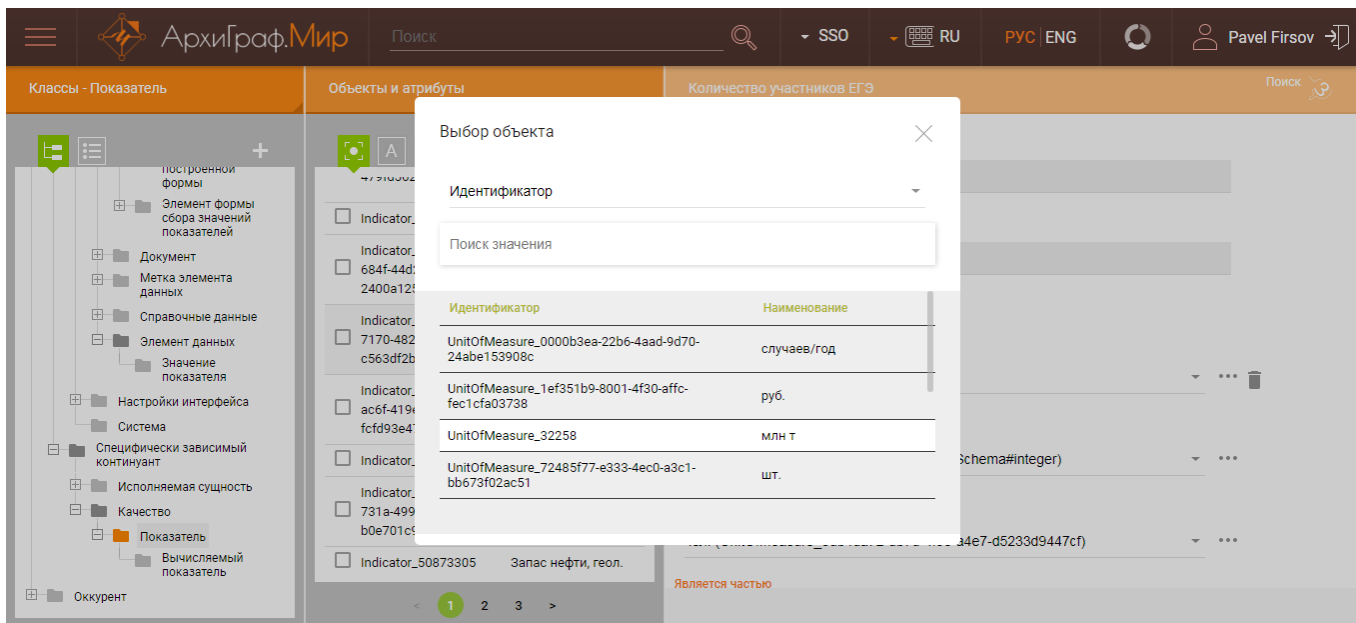 АрхиГраф.Мир
Поиск
SSO
RU
РУС ENG
Pavel Firsov
Классы - Показатель
Объекты и атрибуты
Количество участников ЕГЭ
Поиск
построенной
формы
Элемент формы
сбора значений
показателей
Документ
Метка элемента
данных
Справочные данные
Элемент данных
Значение
показателя
Настройки интерфейса
Система
Специфически зависимый
континуант
Исполняемая сущность
Качество
Показатель
Вычисляемый
показатель
Оккурент
A
Indicator_
Indicator_
684f-44d
2400a125
Indicator_
7170-482
c563df2b
Indicator_
ac6f-419
fcfd93e4
Indicator_
Indicator_
731a-499
b0e701c
Indicator_50873305 Запас нефти, геол.
< 1 2 3 >
Выбор объекта
Идентификатор
Поиск значения
Идентификатор Наименование
UnitOfMeasure_0000b3ea-22b6-4aad-9d70-
24abe153908c случаев/год
UnitOfMeasure_1ef351b9-8001-4f30-affc-
fec1cfa03738 руб.
UnitOfMeasure_32258 млн т
UnitOfMeasure_72485f77-e333-4ec0-a3c1-
bb673f02ac51 шт.
Schema#integer)
a4e7-d5233d9447cf)
Является частью